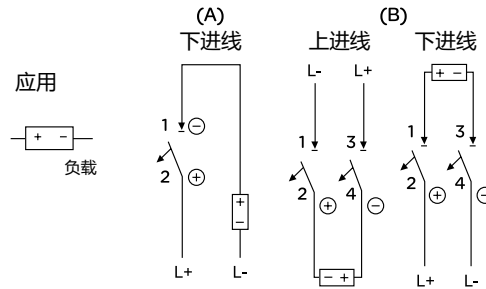 (A) (B)
下进线 上进线 下进线
L- L+
应用
+ -
负载
1 ⊖
2 ⊕
+
-
L+ L-
1 3
2 ⊕ 4 ⊖
- +
+ -
1 3
2 ⊕ 4 ⊖
L+ L-